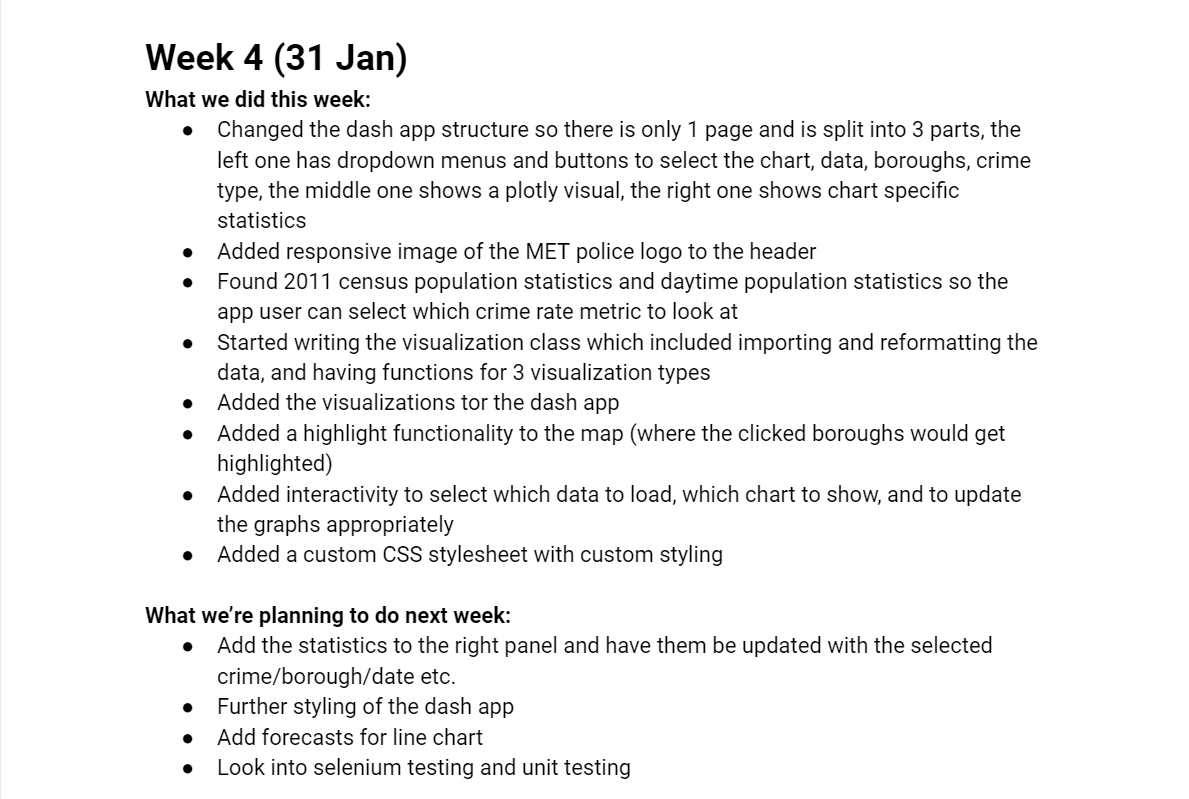 Week 4 (31 Jan)
What we did this week:
● Changed the dash app structure so there is only 1 page and is split into 3 parts, the
left one has dropdown menus and buttons to select the chart, data, boroughs, crime
type, the middle one shows a plotly visual, the right one shows chart specific
statistics
● Added responsive image of the MET police logo to the header
● Found 2011 census population statistics and daytime population statistics so the
app user can select which crime rate metric to look at
● Started writing the visualization class which included importing and reformatting the
data, and having functions for 3 visualization types
● Added the visualizations tor the dash app
● Added a highlight functionality to the map (where the clicked boroughs would get
highlighted)
● Added interactivity to select which data to load, which chart to show, and to update
the graphs appropriately
● Added a custom CSS stylesheet with custom styling
What we’re planning to do next week:
● Add the statistics to the right panel and have them be updated with the selected
crime/borough/date etc.
● Further styling of the dash app
● Add forecasts for line chart
● Look into selenium testing and unit testing